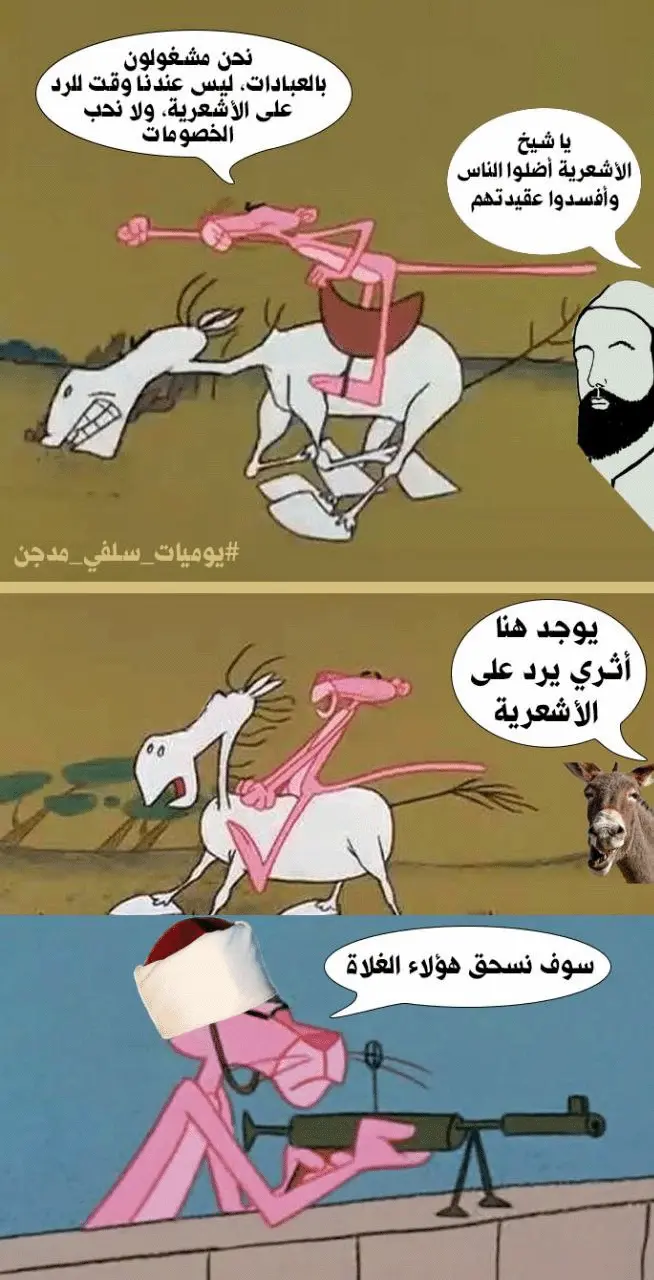 نحن مشغولون
بالعبادات، ليس عندنا وقت للرد
على الأشعرية، ولا نحب
الخصومات
يا شيخ
الأشعرية أضلوا الناس
وأفسدوا عقيدتهم
#يوميات_سلفي_مدجن
يوجد هنا
أثري يرد على
الأشعرية
سوف نسحق هؤلاء الغلاة